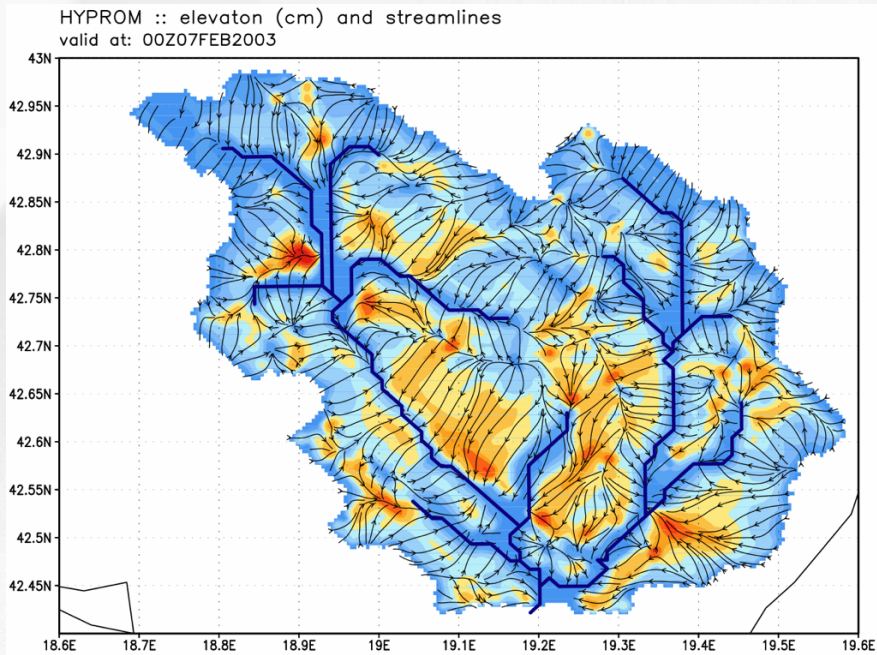 HYPROM :: elevaton (cm) and streamlines
valid at: 00Z07FEB2003
43N
42.95N
42.9N
42.85N
42.8N
42.75N
42.7N
42.65N
42.6N
42.55N
42.5N
42.45N
18.6E 18.7E 18.8E 18.9E 19E 19.1E 19.2E 19.3E 19.4E 19.5E 19.6E